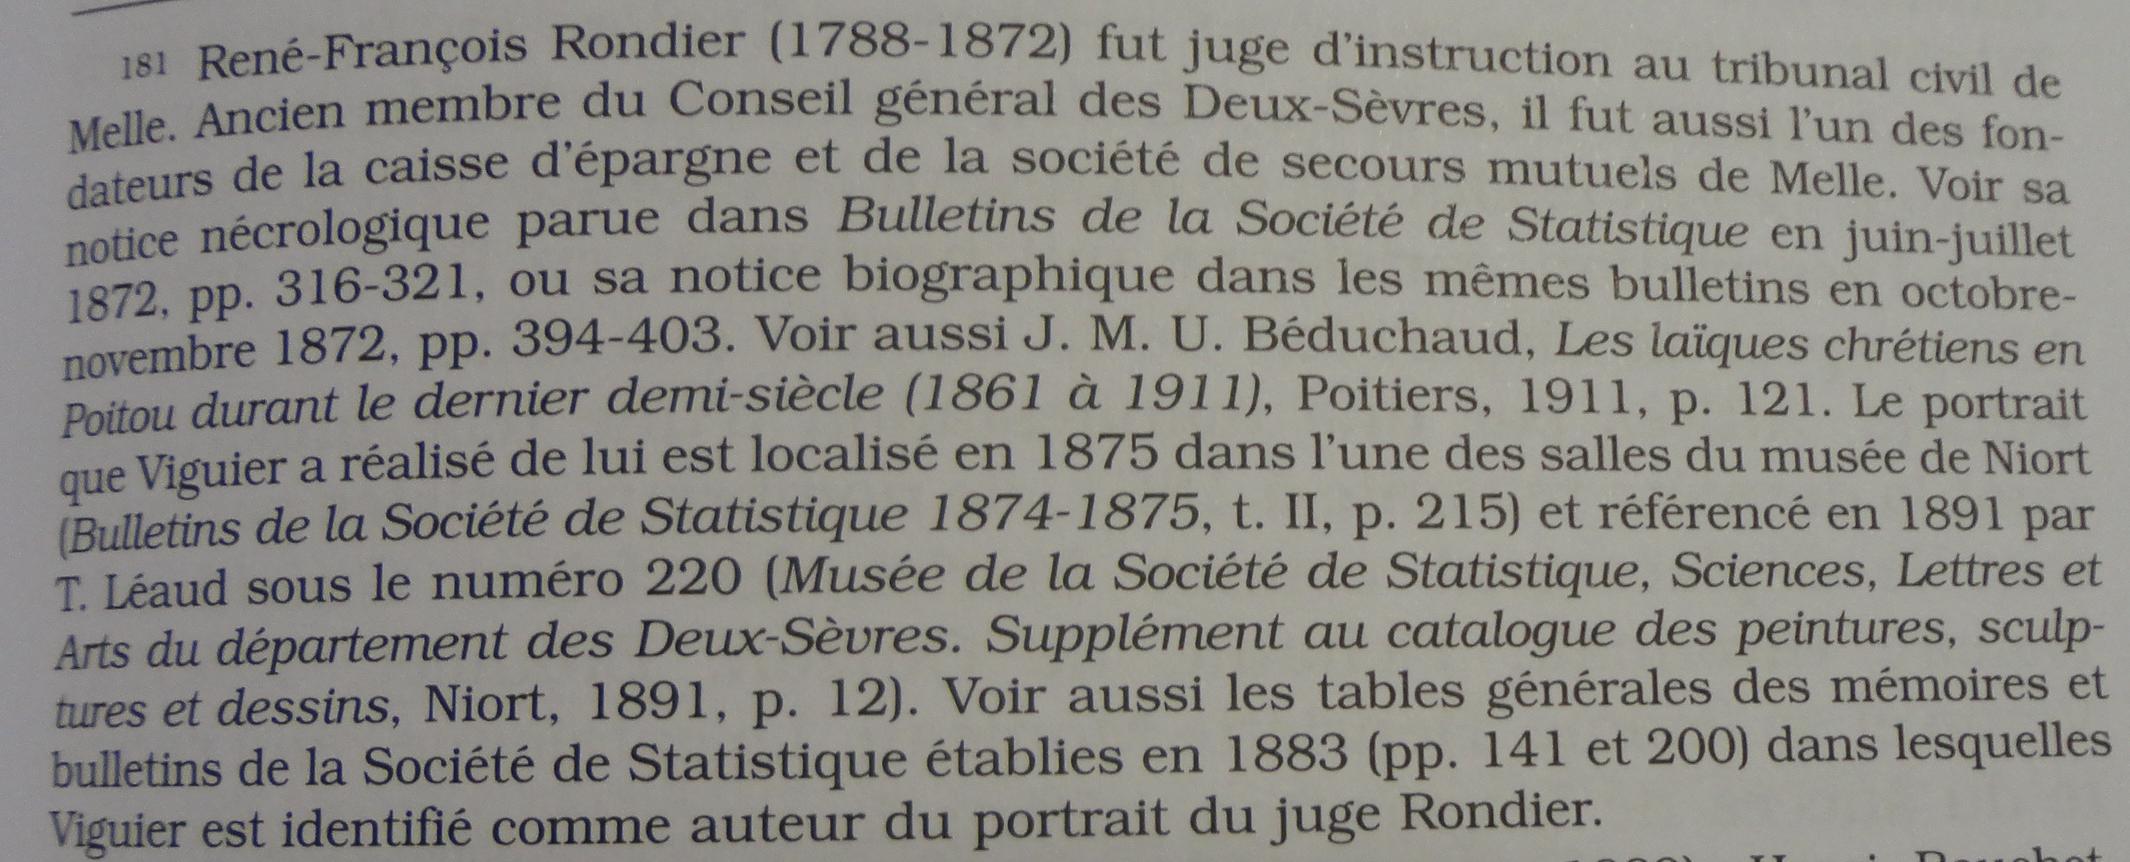 181 René-François Rondier (1788-1872) fut juge d'instruction au tribunal civil de
Melle. Ancien membre du Conseil général des Deux-Sèvres, il fut aussi l'un des fon-
dateurs de la caisse d'épargne et de la société de secours mutuels de Melle. Voir sa
notice nécrologique parue dans Bulletins de la Société de Statistique en juin-juillet
1872, pp. 316-321, ou sa notice biographique dans les mêmes bulletins en octobre-
novembre 1872, pp. 394-403. Voir aussi J. M. U. Béduchaud, Les laïques chrétiens en
Poitou durant le dernier demi-siècle (1861 à 1911), Poitiers, 1911, p. 121. Le portrait
que Viguier a réalisé de lui est localisé en 1875 dans l'une des salles du musée de Niort
(Bulletins de la Société de Statistique 1874-1875, t. II, p. 215) et référencé en 1891 par
T. Léaud sous le numéro 220 (Musée de la Société de Statistique, Sciences, Lettres et
Arts du département des Deux-Sèvres. Supplément au catalogue des peintures, sculp-
tures et dessins, Niort, 1891, p. 12). Voir aussi les tables générales des mémoires et
bulletins de la Société de Statistique établies en 1883 (pp. 141 et 200) dans lesquelles
Viguier est identifié comme auteur du portrait du juge Rondier.